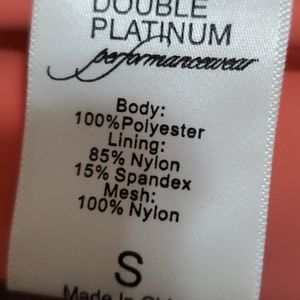 DOUBLE
PLATINUM
performancewear
Body:
100%Polyester
Lining:
85% Nylon
15% Spandex
Mesh:
100% Nylon
S
Made In